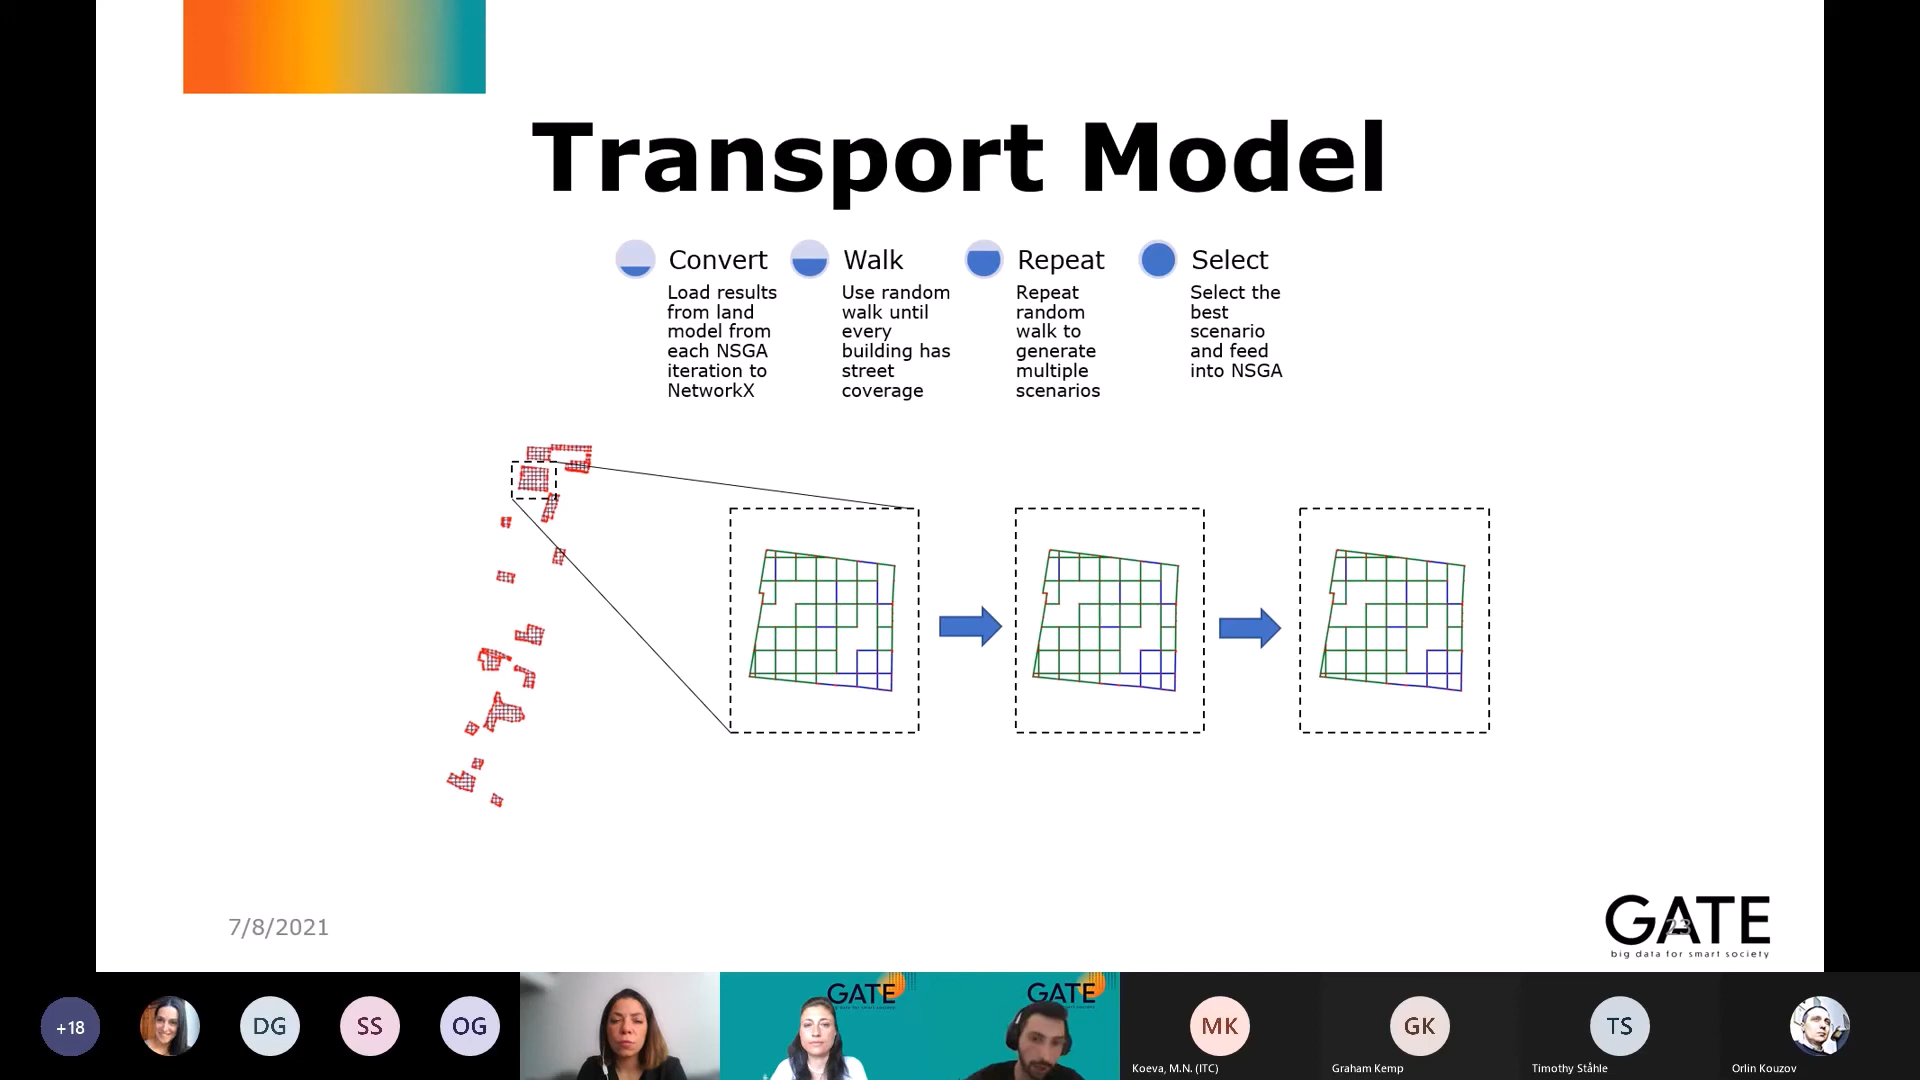 Transport Model
Convert
Load results
from land
model from
each NSGA
iteration to
NetworkX
Walk
Use random
walk until
every
building has
street
coverage
Repeat
Repeat
random
walk to
generate
multiple
scenarios
Select
Select the
best
scenario
and feed
into NSGA
7/8/2021
GATE
23
big data for smart society
+18
DG
SS
OG
GATE
GATE
MK
Koeva, M.N. (ITC)
GK
Graham Kemp
TS
Timothy Ståhle
Orlin Kouzov